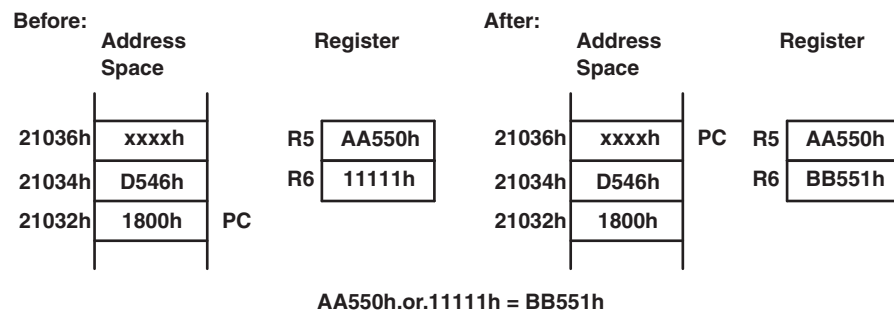 Before:
Address Space
Register
21036h xxxxh
R5 AA550h
21034h D546h
R6 11111h
21032h 1800h PC
After:
Address Space
Register
21036h xxxxh PC
R5 AA550h
21034h D546h
R6 BB551h
21032h 1800h
AA550h.or.11111h = BB551h